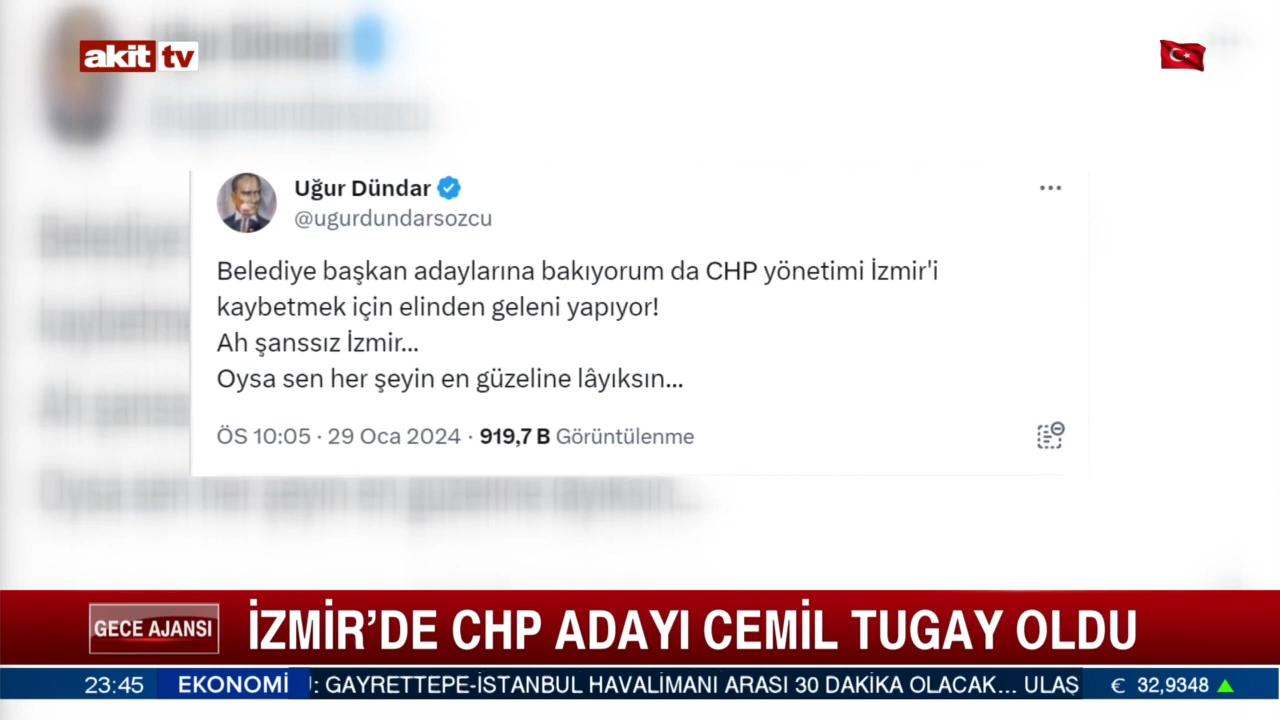 akit tv
Uğur Dündar
@ugurdundarsozcu
Belediye başkan adaylarına bakıyorum da CHP yönetimi İzmir'i
kaybetmek için elinden geleni yapıyor!
Ah şanssız İzmir...
Oysa sen her şeyin en güzeline lâyıksın...
ÖS 10:05 · 29 Oca 2024 · 919,7 B Görüntülenme
GECE AJANSI
İZMİR’DE CHP ADAYI CEMİL TUGAY OLDU
23:45 EKONOMİ : GAYRETTEPE-İSTANBUL HAVALİMANI ARASI 30 DAKİKA OLACAK... ULAŞ € 32,9348